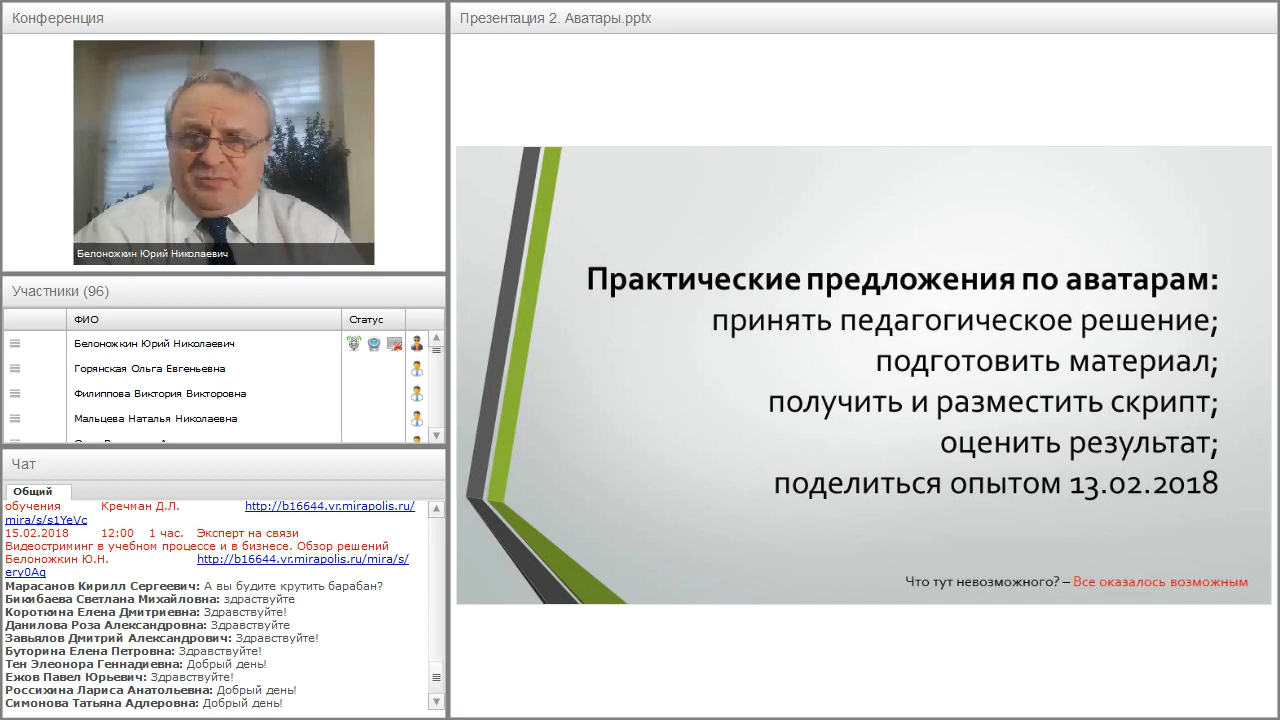 Конференция
Белоножкин Юрий Николаевич
Участники (96)
ФИО
Статус
Белоножкин Юрий Николаевич
Горянская Ольга Евгеньевна
Филиппова Виктория Викторовна
Мальцева Наталья Николаевна
Чат
Общий
обучения Кречман Д.Л. http://b16644.vr.mirapolis.ru/
mira/s/s1YeVc
15.02.2018 12:00 1 час. Эксперт на связи
Видеостриминг в учебном процессе и в бизнесе. Обзор решений
Белоножкин Ю.Н. http://b16644.vr.mirapolis.ru/mira/s/
ery0Aq
Марасанов Кирилл Сергеевич: А вы будите крутить барабан?
Бикибаева Светлана Михайловна: здраствуйте
Короткина Елена Дмитриевна: Здравствуйте!
Данилова Роза Александровна: Здравствуйте
Завьялов Дмитрий Александрович: Здравствуйте!
Буторина Елена Петровна: Здравствуйте!
Тен Элеонора Геннадиевна: Добрый день!
Ежов Павел Юрьевич: Здравствуйте!
Россихина Лариса Анатольевна: Добрый день!
Симонова Татьяна Адлеровна: Добрый день!
Презентация 2. Аватары.pptx
Практические предложения по аватарам:
принять педагогическое решение;
подготовить материал;
получить и разместить скрипт;
оценить результат;
поделиться опытом 13.02.2018
Что тут невозможного? – Все оказалось возможным